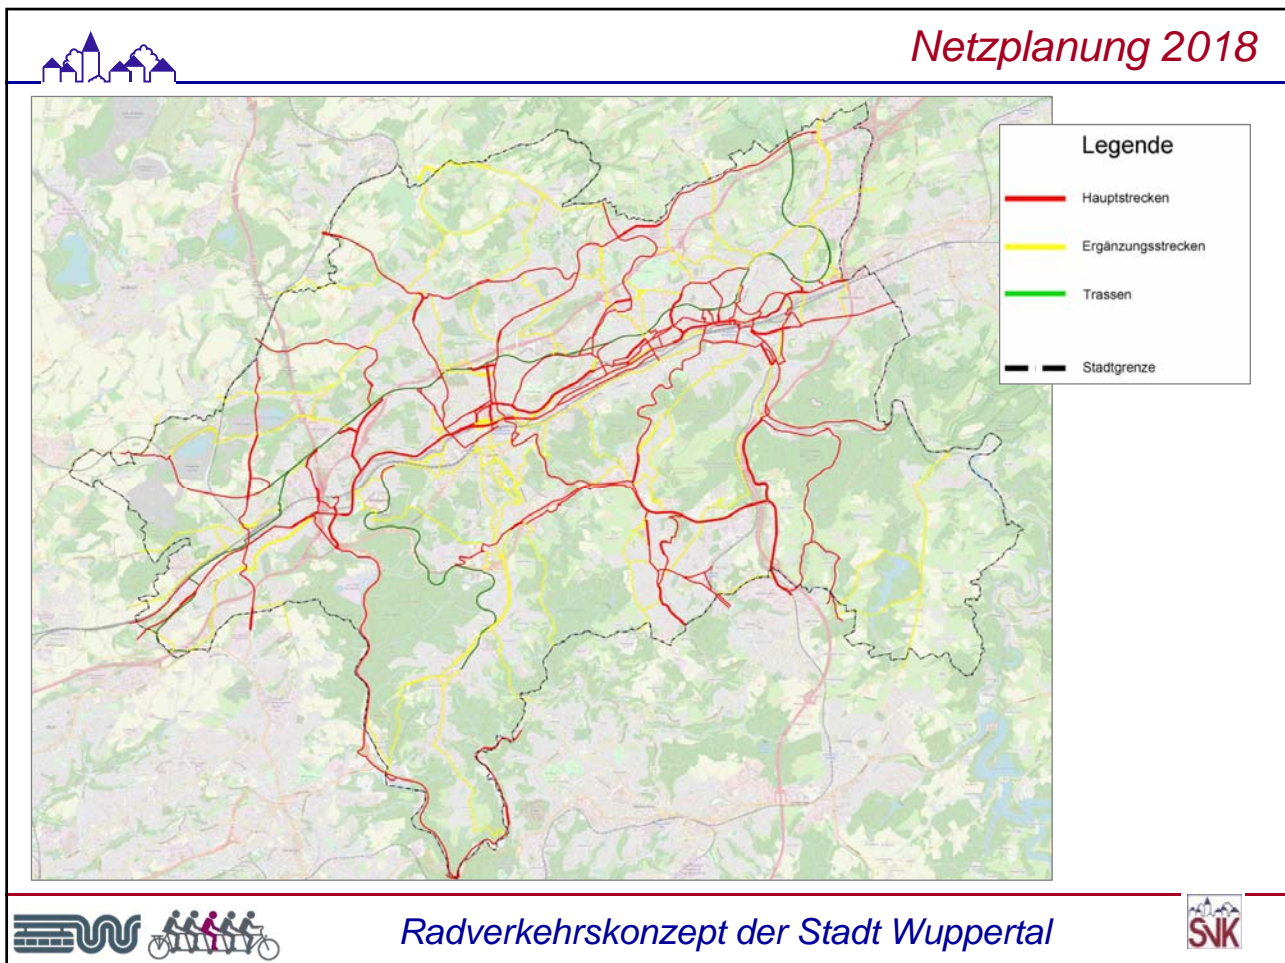 Netzplanung 2018
Legende
Hauptstrecken
Ergänzungsstrecken
Trassen
Stadtgrenze
Radverkehrskonzept der Stadt Wuppertal
SVK